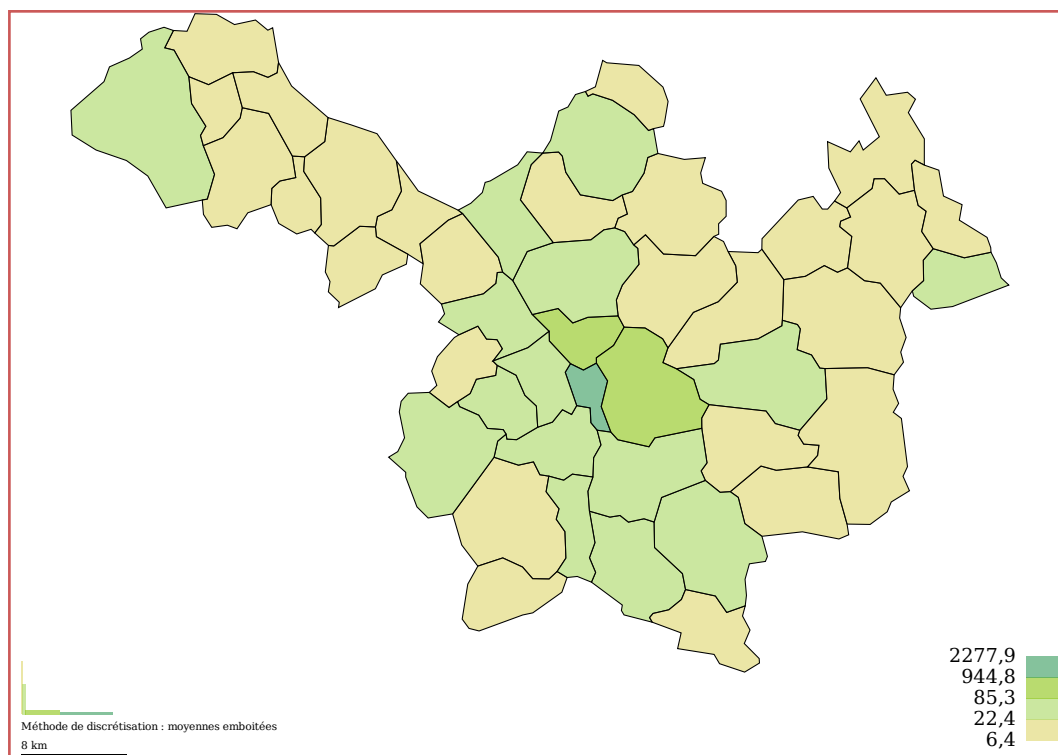 2277,9
944,8
85,3
22,4
6,4
Méthode de discrétisation : moyennes emboitées
8 km